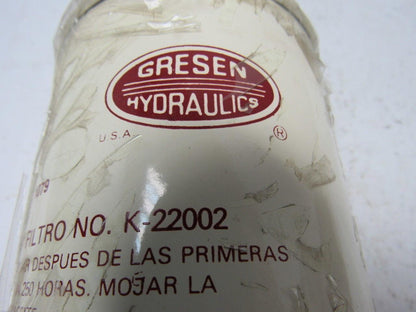 GRESEN
HYDRAULICS
U.S.A.
®
FILTRO NO. K-22002
DESPUES DE LAS PRIMERAS
250 HORAS. MOJAR LA